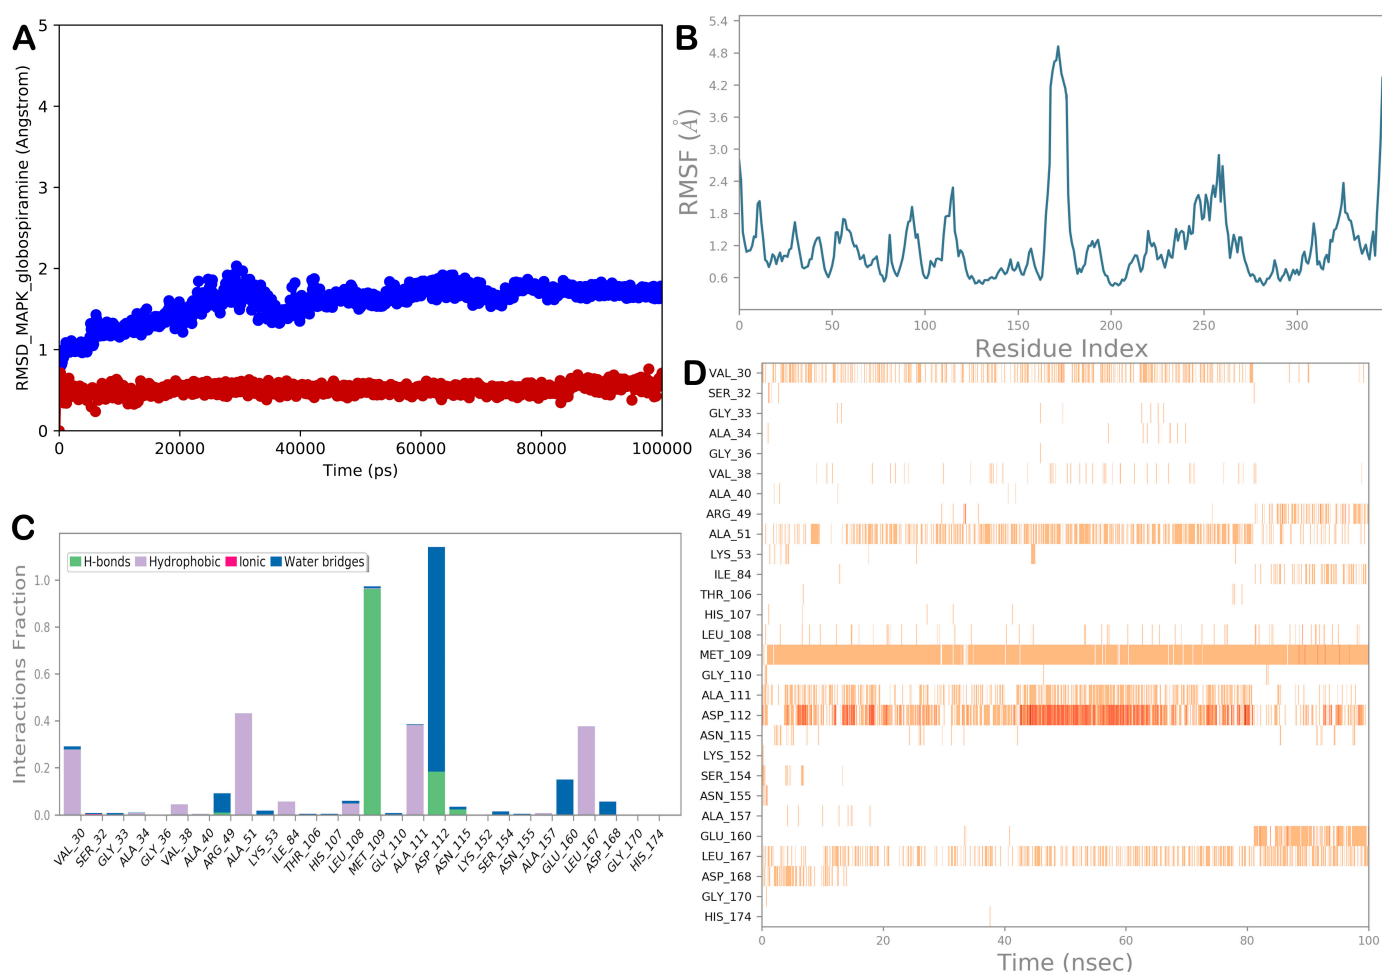 A
RMSD_MAPK_globospiramine (Angstrom)
5
4
3
2
1
0
0 20000 40000 60000 80000 100000
Time (ps)
B
RMSF (Å)
5.4
4.8
4.2
3.6
3.0
2.4
1.8
1.2
0.6
0 50 100 150 200 250 300
Residue Index
C
Interactions Fraction
H-bonds Hydrophobic Ionic Water bridges
1.0
0.8
0.6
0.4
0.2
0.0
VAL_30 SER_32 GLY_33 ALA_34 GLY_36 VAL_38 ALA_40 ARG_49 ALA_51 LYS_53 ILE_84 THR_106 HIS_107 LEU_108 MET_109 GLY_110 ALA_111 ASP_112 ASN_115 LYS_152 SER_154 ASN_155 ALA_157 GLU_160 LEU_167 ASP_168 GLY_170 HIS_174
D
VAL_30
SER_32
GLY_33
ALA_34
GLY_36
VAL_38
ALA_40
ARG_49
ALA_51
LYS_53
ILE_84
THR_106
HIS_107
LEU_108
MET_109
GLY_110
ALA_111
ASP_112
ASN_115
LYS_152
SER_154
ASN_155
ALA_157
GLU_160
LEU_167
ASP_168
GLY_170
HIS_174
0 20 40 60 80 100
Time (nsec)